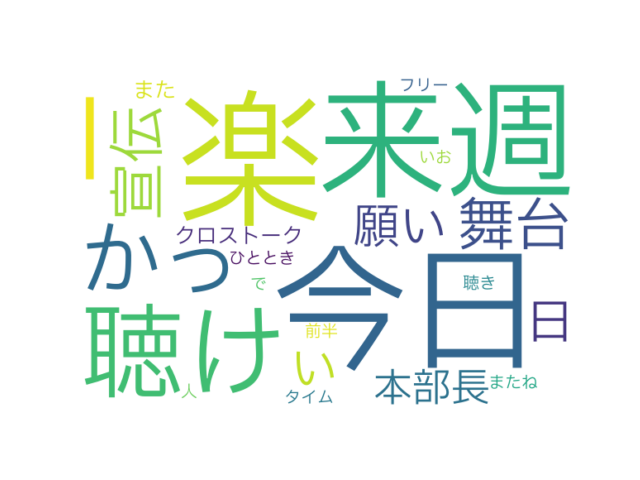 また
フリー
ー
宣伝
楽
来週
いお
クロストーク
願い
舞台
かっ
ひととき
で
今日
聴き
聴け
前半
日
い
人
タイム
本部長
またね